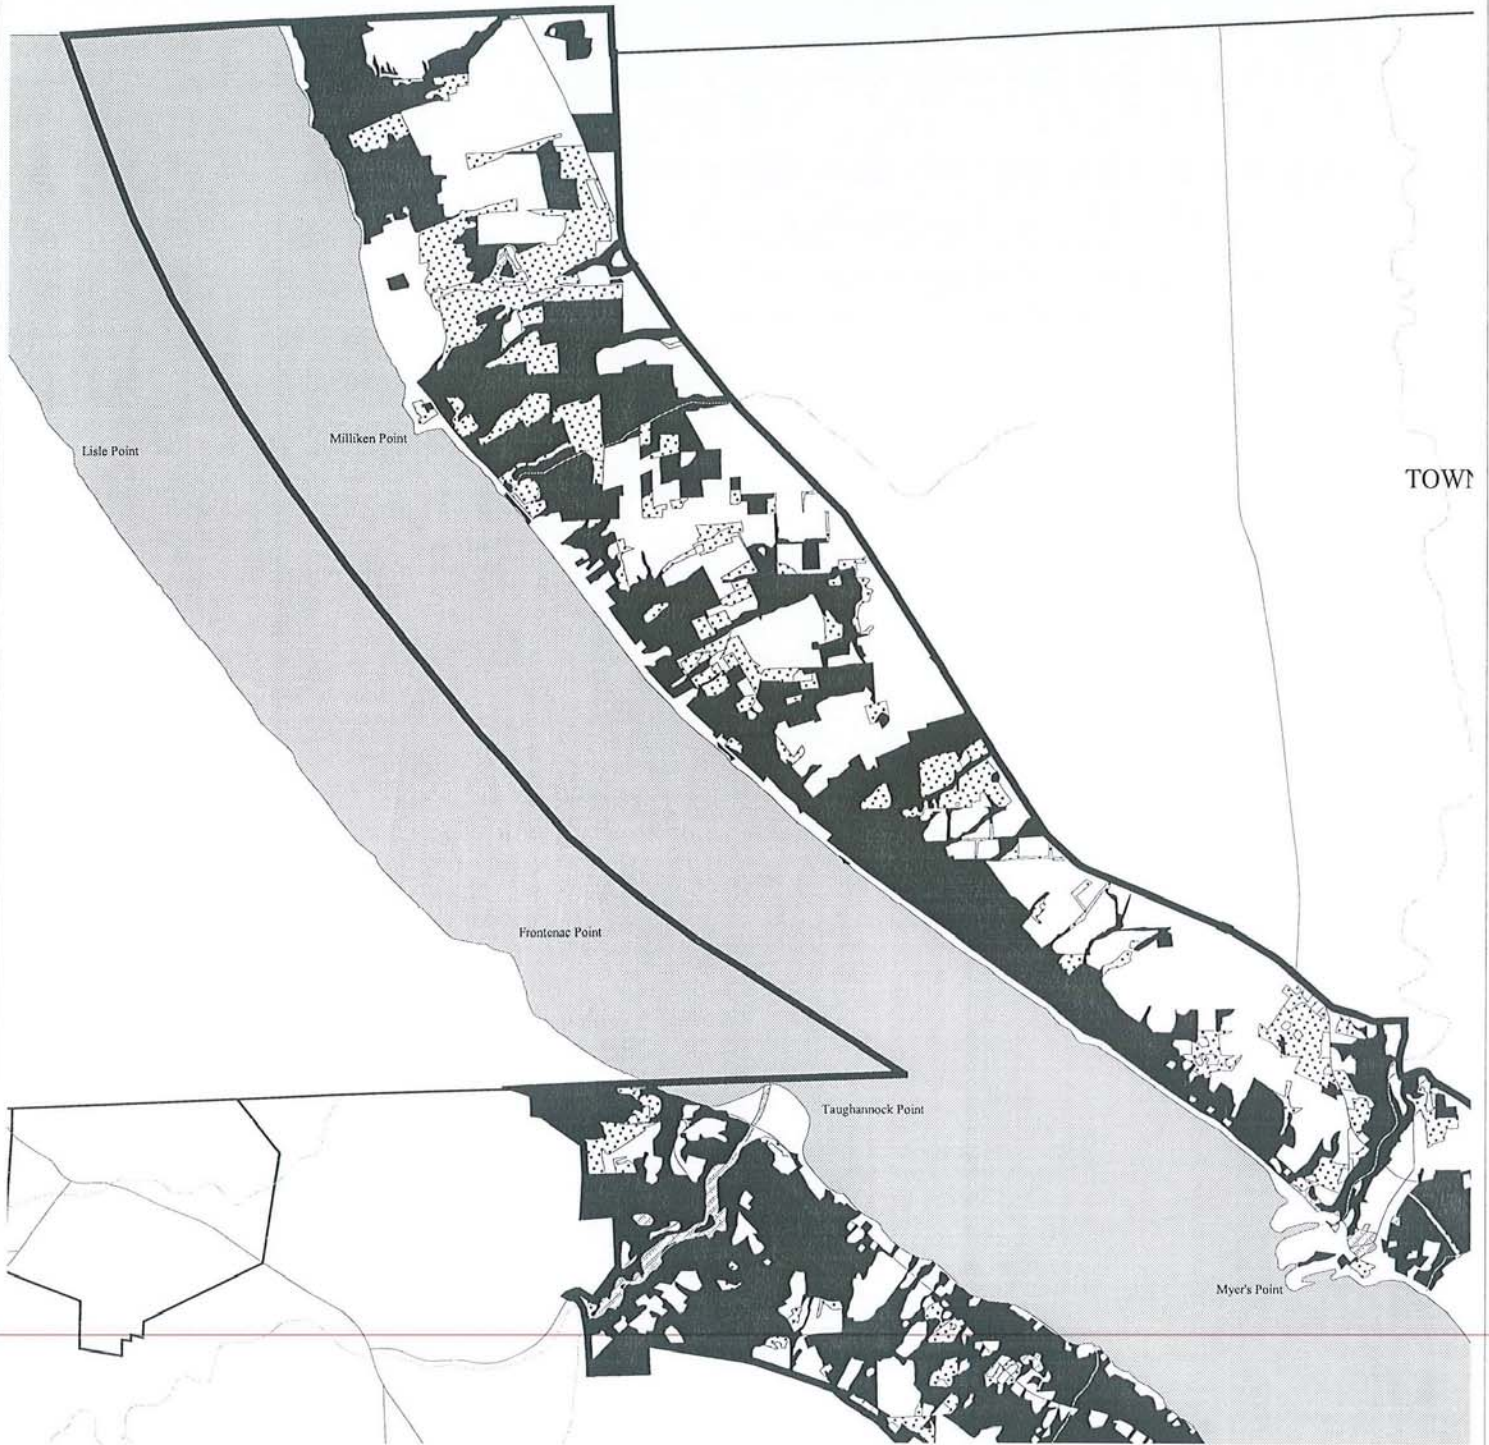 TOWN
Lisle Point
Milliken Point
Frontenac Point
Taughannock Point
Myer's Point